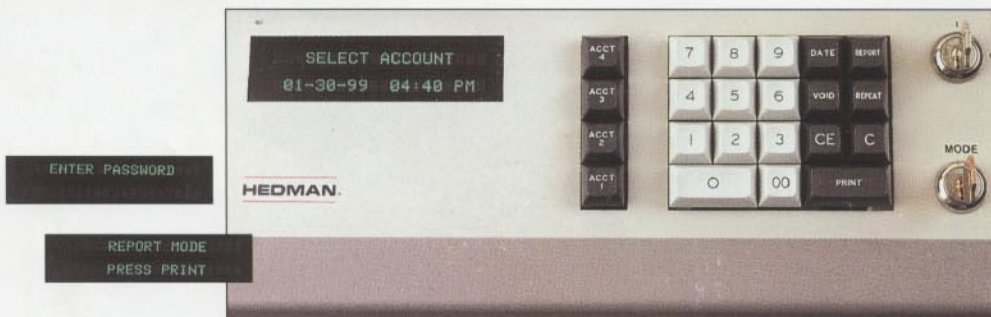 SELECT ACCOUNT
01-30-99 04:40 PM
ENTER PASSWORD
HEDMAN.
REPORT MODE
PRESS PRINT
ACCT 4
ACCT 3
ACCT 2
ACCT 1
7 8 9 DATE REPORT
4 5 6 VOID REPEAT
1 2 3 CE C
0 00 PRINT
MODE